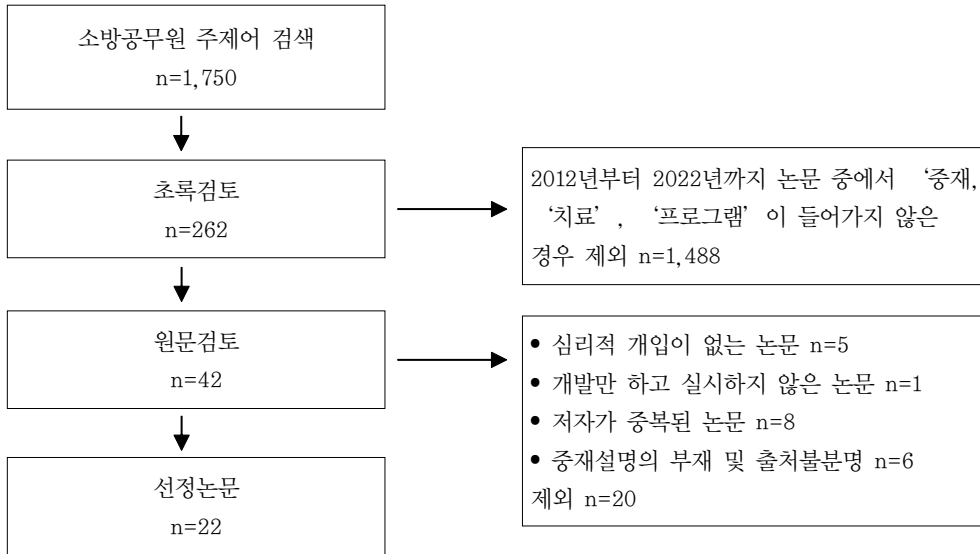 소방공무원 주제어 검색
n=1,750
초록검토
n=262
2012년부터 2022년까지 논문 중에서 ‘중재,
‘치료’, ‘프로그램’이 들어가지 않은
경우 제외 n=1,488
원문검토
n=42
• 심리적 개입이 없는 논문 n=5
• 개발만 하고 실시하지 않은 논문 n=1
• 저자가 중복된 논문 n=8
• 중재설명의 부재 및 출처불분명 n=6
제외 n=20
선정논문
n=22